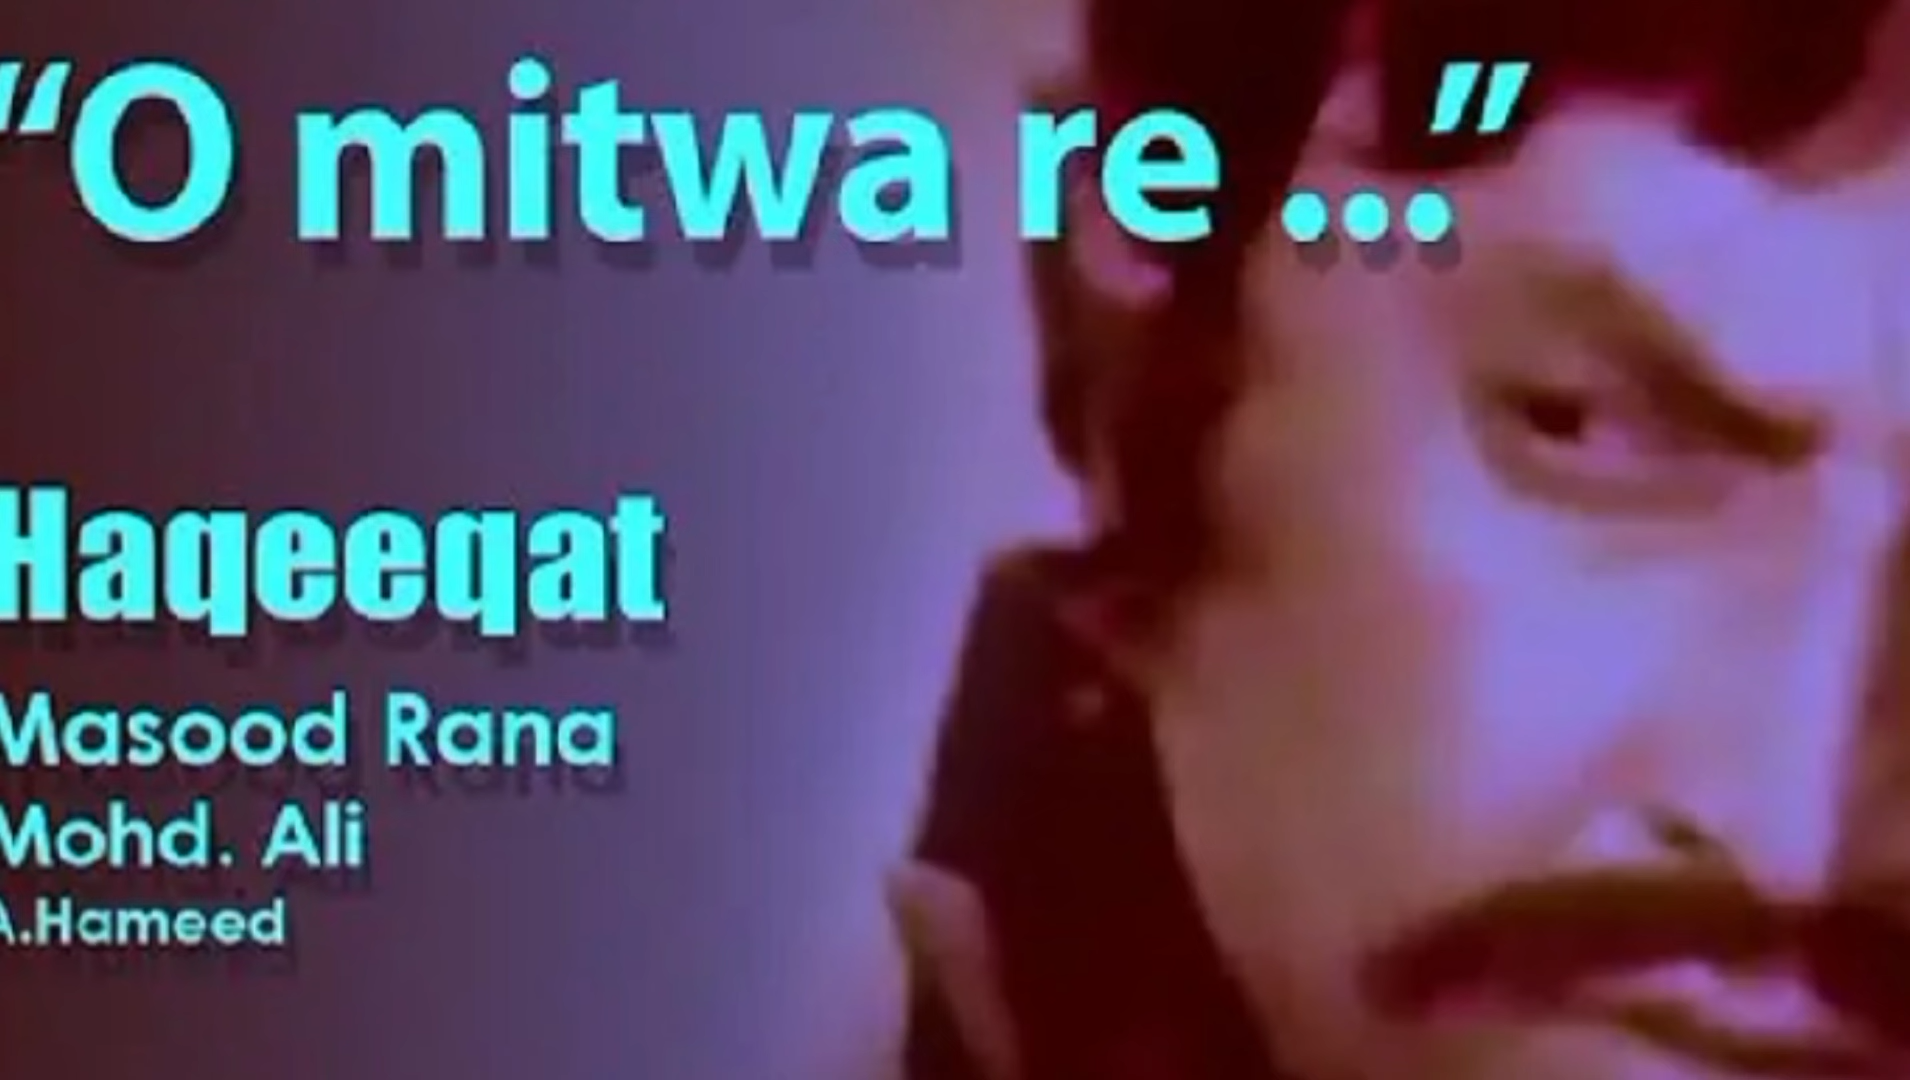 “O mitwa re ...”
Haqeeqat
Masood Rana
Mohd. Ali
A.Hameed